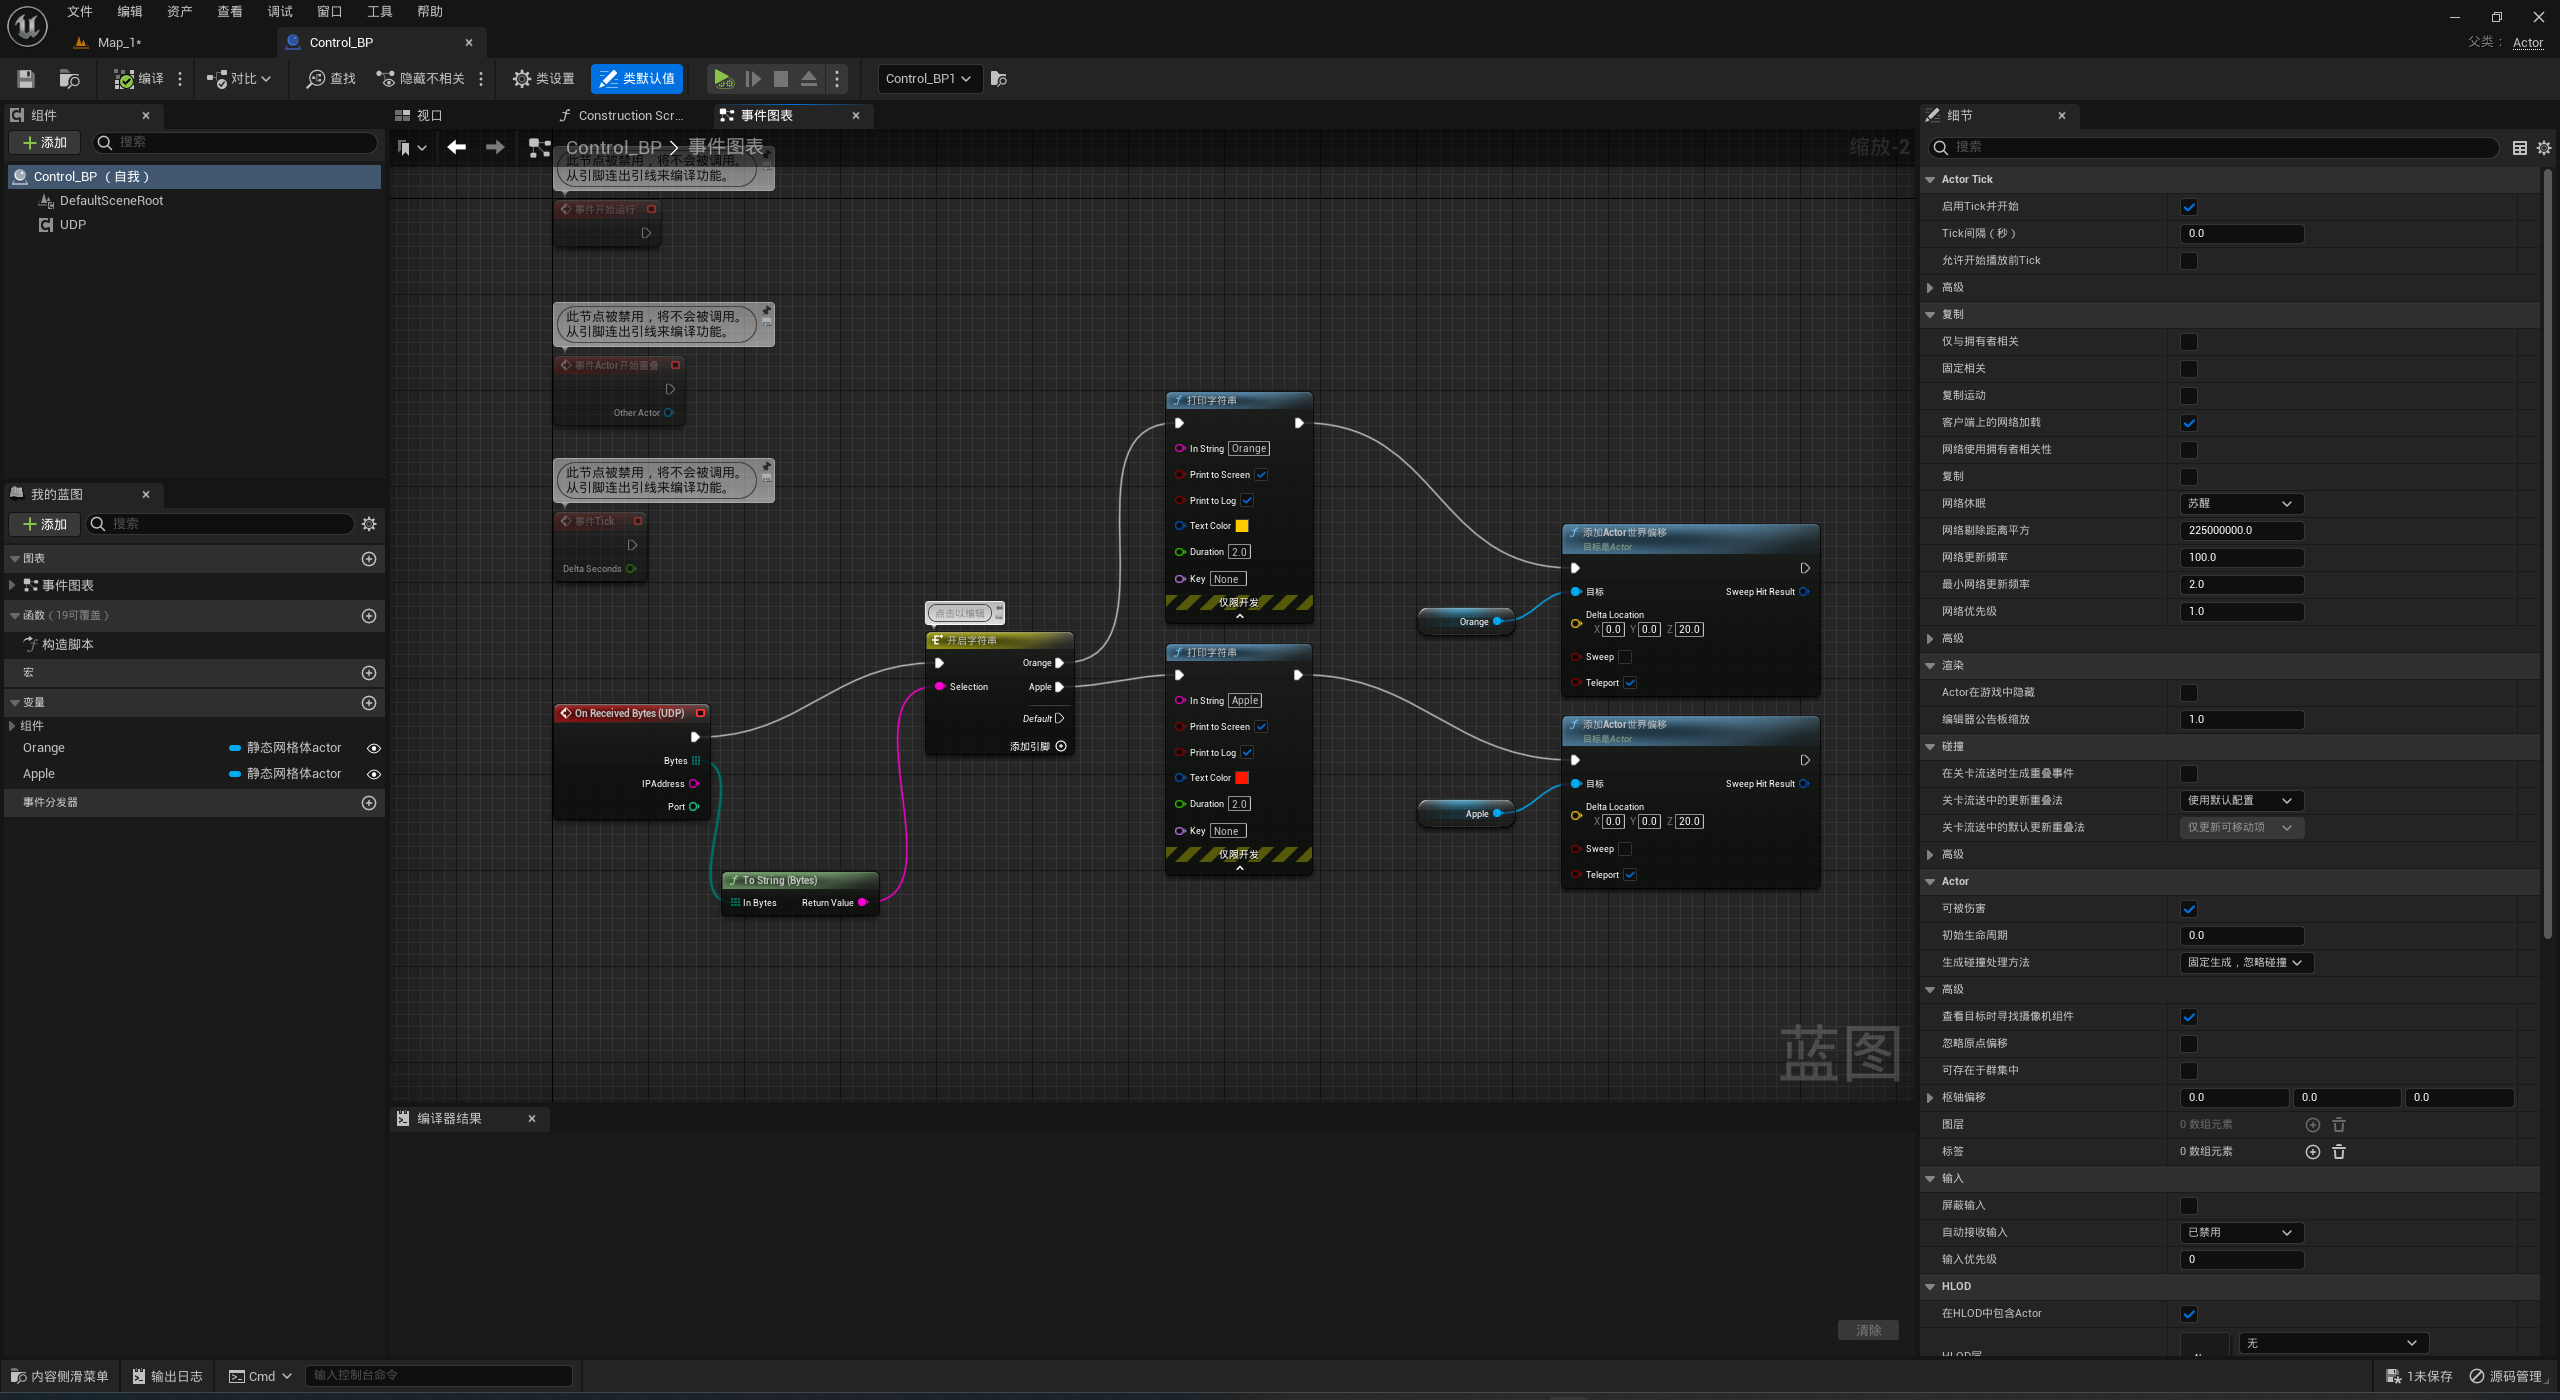 文件 编辑 资产 查看 调试 窗口 工具 帮助
Map_1*
Control_BP
父类： Actor
编译
对比
查找
隐藏不相关
类设置
类默认值
Control_BP1
组件
添加
搜索
Control_BP （自我）
DefaultSceneRoot
UDP
我的蓝图
添加
搜索
图表
事件图表
函数（19可覆盖）
构造脚本
宏
变量
组件
Orange 静态网格体actor
Apple 静态网格体actor
事件分发器
视口
Construction Scr...
事件图表
Control_BP > 事件图表
缩放-2
此节点被禁用，将不会被调用。
从引脚连出引线来编译功能。
事件开始运行
此节点被禁用，将不会被调用。
从引脚连出引线来编译功能。
事件Actor开始重叠
Other Actor
此节点被禁用，将不会被调用。
从引脚连出引线来编译功能。
事件Tick
Delta Seconds
On Received Bytes (UDP)
Bytes
IPAddress
Port
To String (Bytes)
In Bytes Return Value
点击以编辑
开启字符串
Orange
Selection Apple
Default
添加引脚
打印字符串
In String Orange
Print to Screen
Print to Log
Text Color
Duration 2.0
Key None
仅限开发
打印字符串
In String Apple
Print to Screen
Print to Log
Text Color
Duration 2.0
Key None
仅限开发
Orange
添加Actor世界偏移
目标是Actor
目标 Sweep Hit Result
Delta Location
X 0.0 Y 0.0 Z 20.0
Sweep
Teleport
Apple
添加Actor世界偏移
目标是Actor
目标 Sweep Hit Result
Delta Location
X 0.0 Y 0.0 Z 20.0
Sweep
Teleport
蓝图
编译器结果
清除
细节
搜索
Actor Tick
启用Tick并开始
Tick间隔（秒） 0.0
允许开始播放前Tick
高级
复制
仅与拥有者相关
固定相关
复制运动
客户端上的网络加载
网络使用拥有者相关性
复制
网络休眠 苏醒
网络剔除距离平方 225000000.0
网络更新频率 100.0
最小网络更新频率 2.0
网络优先级 1.0
高级
渲染
Actor在游戏中隐藏
编辑器公告板缩放 1.0
碰撞
在关卡流送时生成重叠事件
关卡流送中的更新重叠法 使用默认配置
关卡流送中的默认更新重叠法 仅更新可移动项
高级
Actor
可被伤害
初始生命周期 0.0
生成碰撞处理方法 固定生成，忽略碰撞
高级
查看目标时寻找摄像机组件
忽略原点偏移
可存在于群集中
枢轴偏移 0.0 0.0 0.0
图层 0 数组元素
标签 0 数组元素
输入
屏蔽输入
自动接收输入 已禁用
输入优先级 0
HLOD
在HLOD中包含Actor
HLOD层 无
内容侧滑菜单
输出日志
Cmd
输入控制台命令
1未保存
源码管理